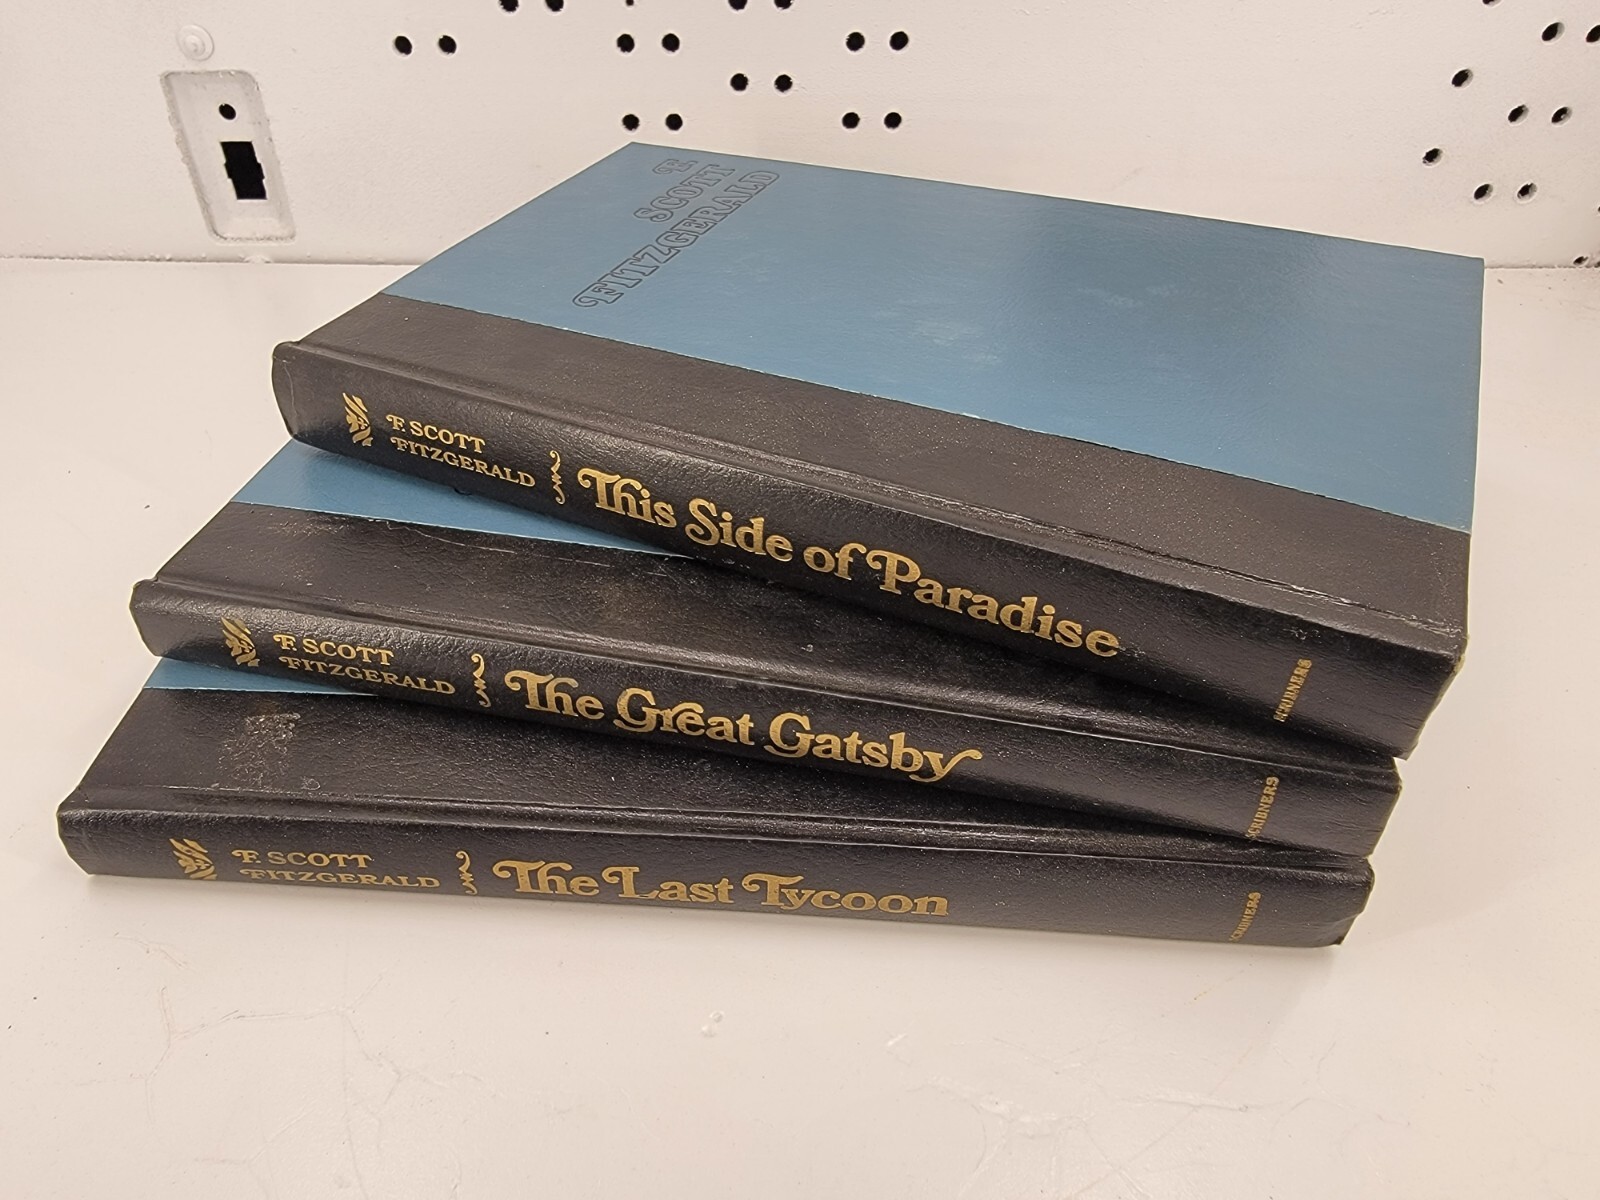 F.
SCOTT
FITZGERALD
F. SCOTT
FITZGERALD
This Side of Paradise
SCRIBNERS
F. SCOTT
FITZGERALD
The Great Gatsby
SCRIBNERS
F. SCOTT
FITZGERALD
The Last Tycoon
SCRIBNERS